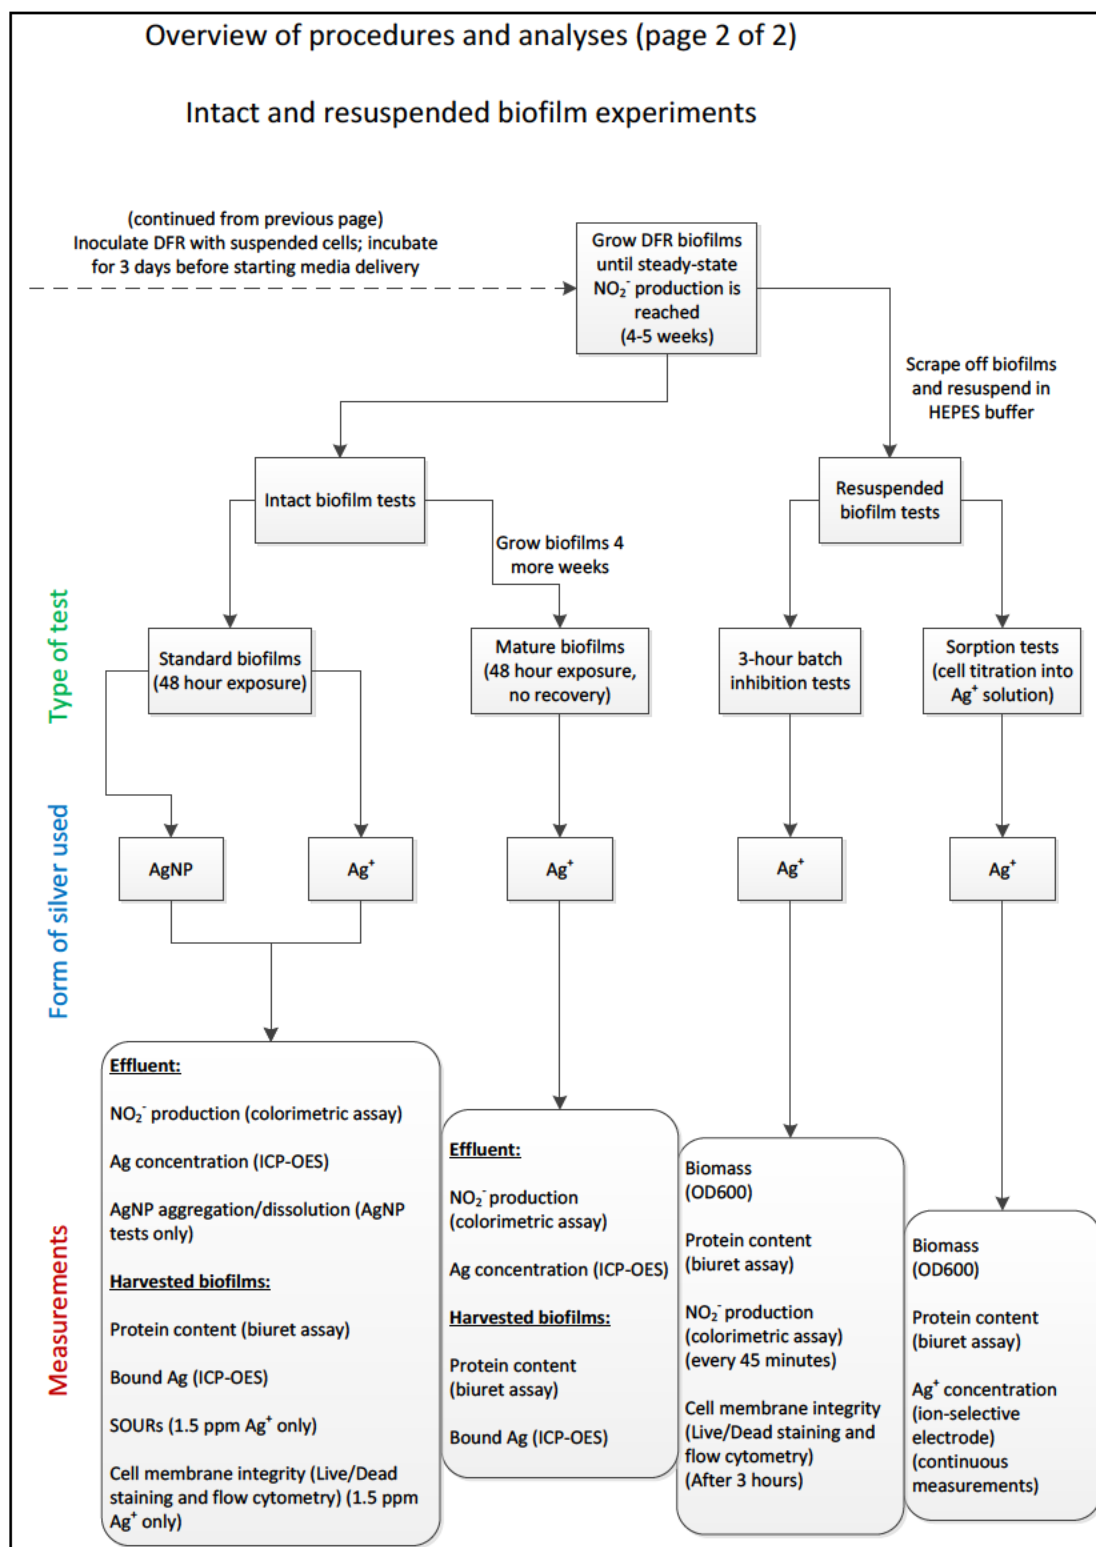 Overview of procedures and analyses (page 2 of 2)
Intact and resuspended biofilm experiments
(continued from previous page)
Inoculate DFR with suspended cells; incubate
for 3 days before starting media delivery
Grow DFR biofilms
until steady-state
NO₂⁻ production is
reached
(4-5 weeks)
Scrape off biofilms
and resuspend in
HEPES buffer
Intact biofilm tests
Resuspended
biofilm tests
Grow biofilms 4
more weeks
Type of test
Standard biofilms
(48 hour exposure)
Mature biofilms
(48 hour exposure,
no recovery)
3-hour batch
inhibition tests
Sorption tests
(cell titration into
Ag⁺ solution)
Form of silver used
AgNP
Ag⁺
Ag⁺
Ag⁺
Ag⁺
Measurements
Effluent:
NO₂⁻ production (colorimetric assay)
Ag concentration (ICP-OES)
AgNP aggregation/dissolution (AgNP
tests only)
Harvested biofilms:
Protein content (biuret assay)
Bound Ag (ICP-OES)
SOURs (1.5 ppm Ag⁺ only)
Cell membrane integrity (Live/Dead
staining and flow cytometry) (1.5 ppm
Ag⁺ only)
Effluent:
NO₂⁻ production
(colorimetric assay)
Ag concentration (ICP-OES)
Harvested biofilms:
Protein content
(biuret assay)
Bound Ag (ICP-OES)
Biomass
(OD600)
Protein content
(biuret assay)
NO₂⁻ production
(colorimetric assay)
(every 45 minutes)
Cell membrane integrity
(Live/Dead staining and
flow cytometry)
(After 3 hours)
Biomass
(OD600)
Protein content
(biuret assay)
Ag⁺ concentration
(ion-selective
electrode)
(continuous
measurements)